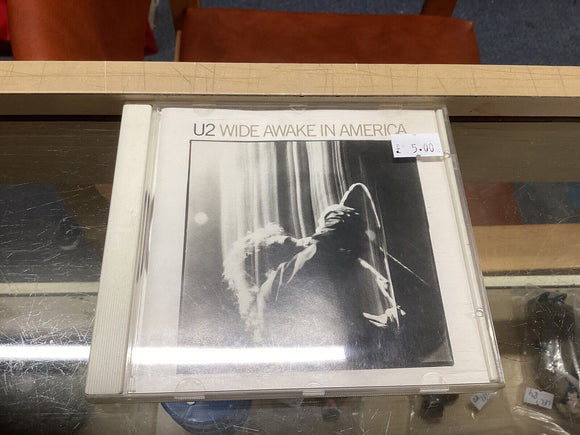 U2 WIDE AWAKE IN AMERICA
£ 5.00